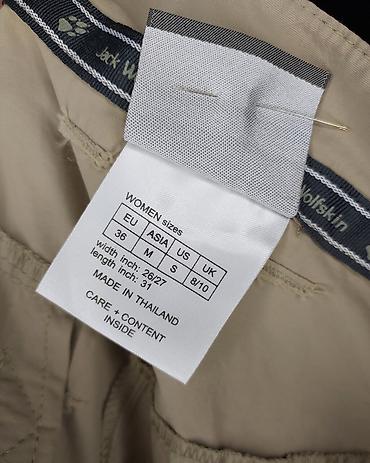 Jack W
olfskin
WOMEN sizes
EU ASIA US UK
36 M S 8/10
width inch: 26/27
length inch: 31
MADE IN THAILAND
CARE + CONTENT
INSIDE